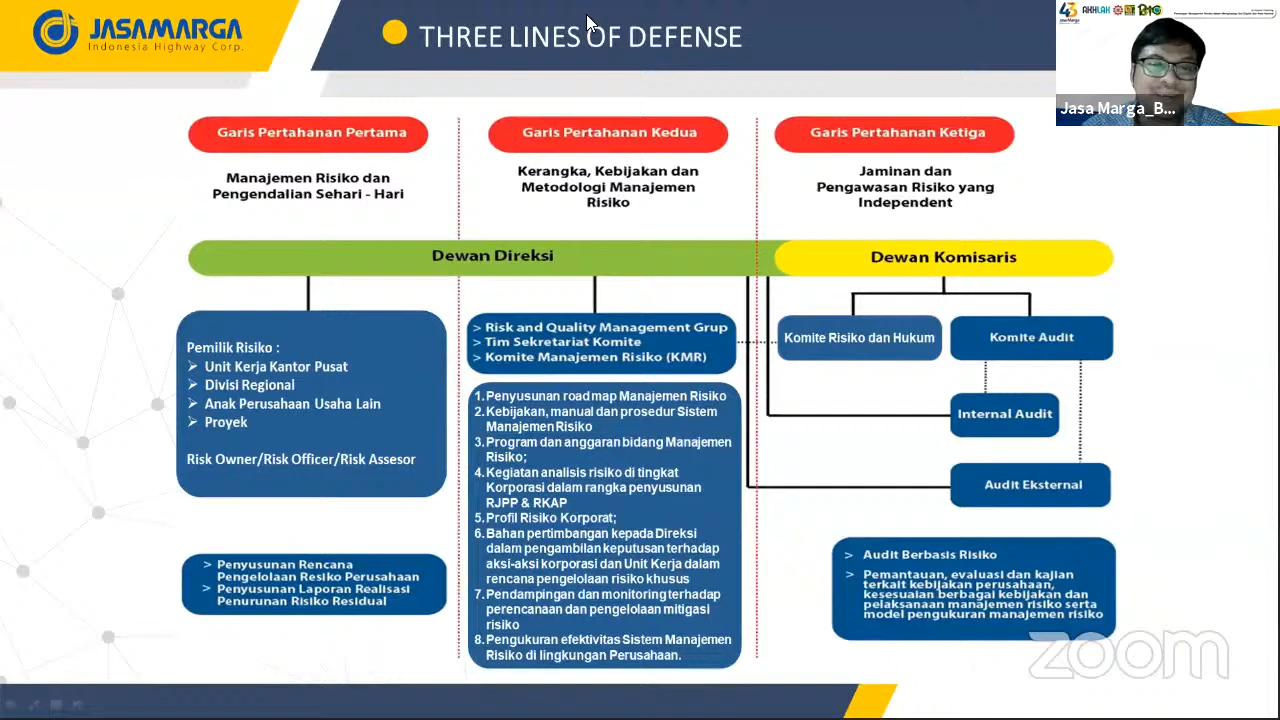 JASAMARGA
Indonesia Highway Corp.
THREE LINES OF DEFENSE
43
AKHLAK
Jasa Marga_B...
Garis Pertahanan Pertama
Manajemen Risiko dan
Pengendalian Sehari - Hari
Garis Pertahanan Kedua
Kerangka, Kebijakan dan
Metodologi Manajemen
Risiko
Garis Pertahanan Ketiga
Jaminan dan
Pengawasan Risiko yang
Independent
Dewan Direksi
Dewan Komisaris
Pemilik Risiko :
Unit Kerja Kantor Pusat
Divisi Regional
Anak Perusahaan Usaha Lain
Proyek
Risk Owner/Risk Officer/Risk Assesor
> Penyusunan Rencana
Pengelolaan Resiko Perusahaan
> Penyusunan Laporan Realisasi
Penurunan Risiko Residual
> Risk and Quality Management Grup
> Tim Sekretariat Komite
> Komite Manajemen Risiko (KMR)
1. Penyusunan road map Manajemen Risiko
2. Kebijakan, manual dan prosedur Sistem
Manajemen Risiko
3. Program dan anggaran bidang Manajemen
Risiko;
4. Kegiatan analisis risiko di tingkat
Korporasi dalam rangka penyusunan
RJPP & RKAP
5. Profil Risiko Korporat;
6. Bahan pertimbangan kepada Direksi
dalam pengambilan keputusan terhadap
aksi-aksi korporasi dan Unit Kerja dalam
rencana pengelolaan risiko khusus
7. Pendampingan dan monitoring terhadap
perencanaan dan pengelolaan mitigasi
risiko
8. Pengukuran efektivitas Sistem Manajemen
Risiko di lingkungan Perusahaan.
Komite Risiko dan Hukum
Komite Audit
Internal Audit
Audit Eksternal
> Audit Berbasis Risiko
> Pemantauan, evaluasi dan kajian
terkait kebijakan perusahaan,
kesesuaian berbagai kebijakan dan
pelaksanaan manajemen risiko serta
model pengukuran manajemen risiko
zoom